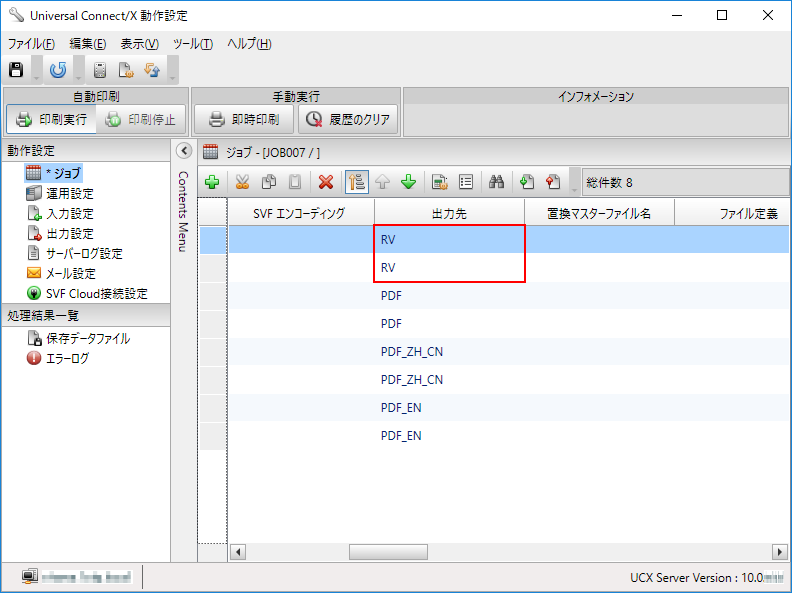 Universal Connect/X 動作設定
ファイル(F) 編集(E) 表示(V) ツール(T) ヘルプ(H)
自動印刷 手動実行 インフォメーション
印刷実行 印刷停止 即時印刷 履歴のクリア
動作設定
* ジョブ
運用設定
入力設定
出力設定
サーバーログ設定
メール設定
SVF Cloud接続設定
処理結果一覧
保存データファイル
エラーログ
Contents Menu
ジョブ - [JOB007 / ]
総件数 8
SVF エンコーディング 出力先 置換マスターファイル名 ファイル定義
RV
RV
PDF
PDF
PDF_ZH_CN
PDF_ZH_CN
PDF_EN
PDF_EN
UCX Server Version : 10.0